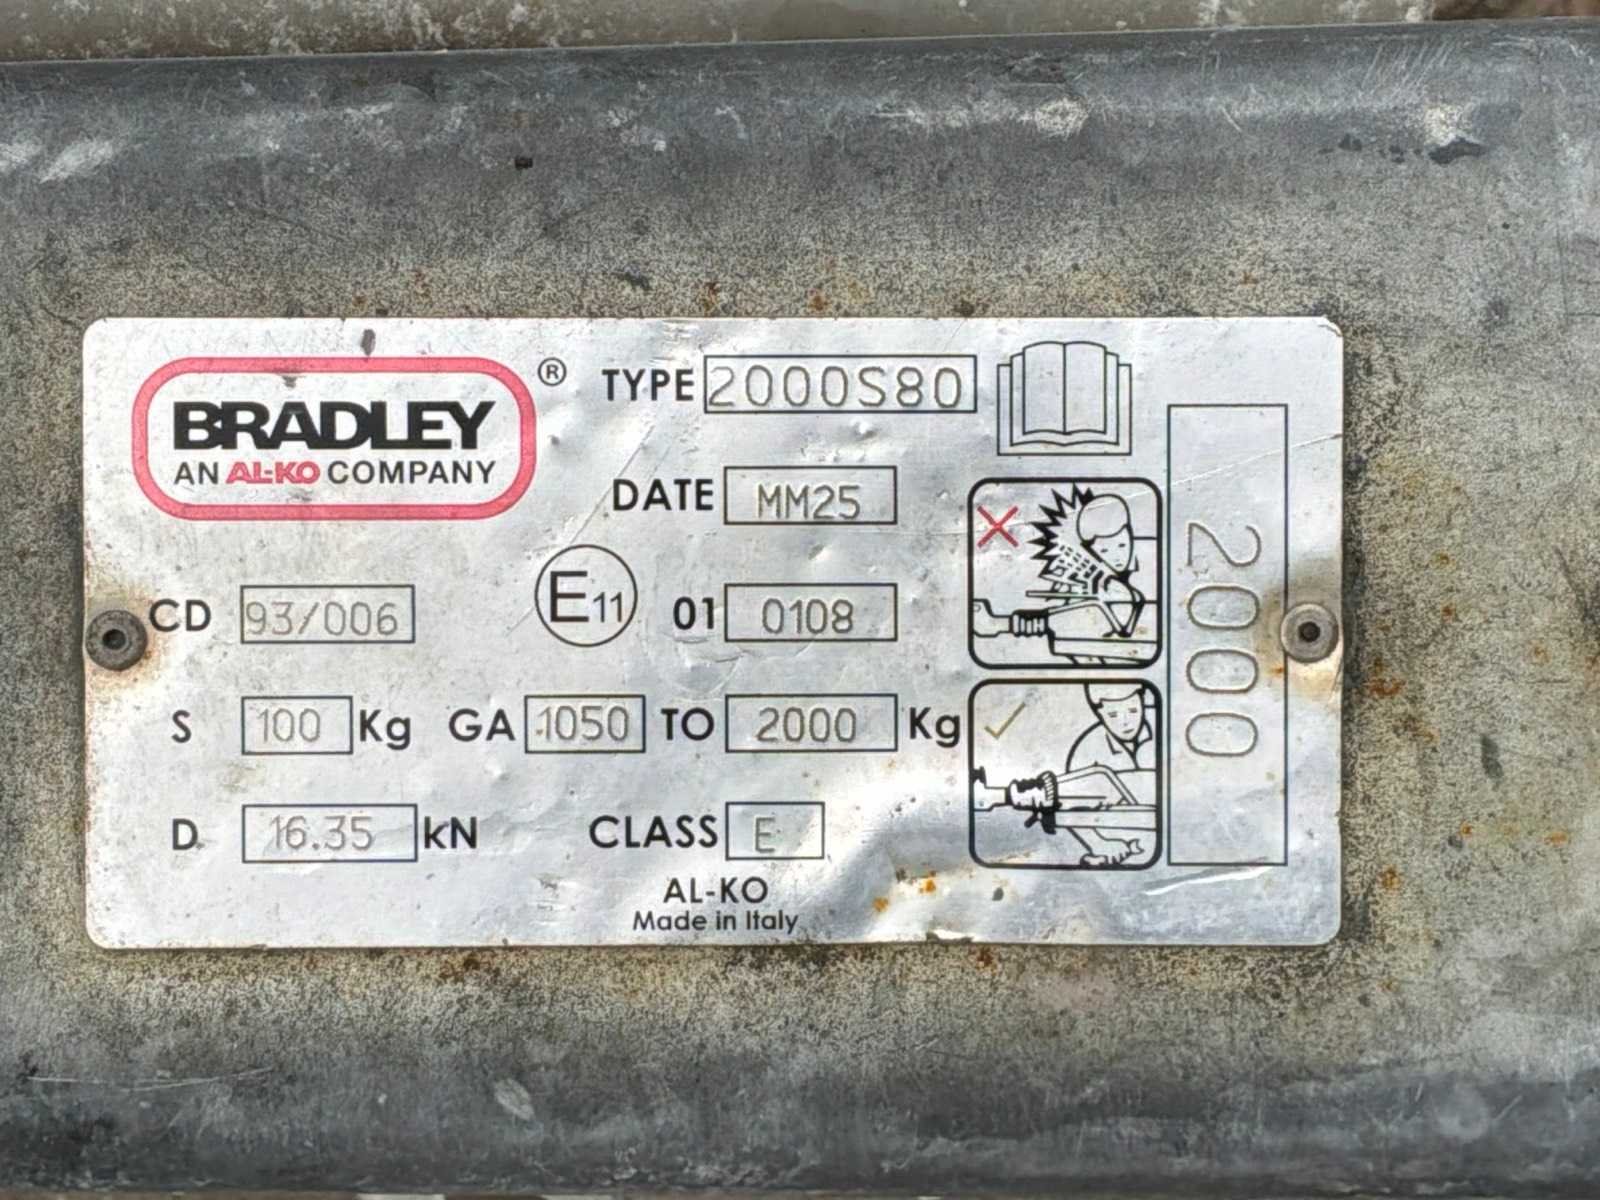 BRADLEY ®
AN AL-KO COMPANY
TYPE 2000S80
DATE MM25
CD 93/006 E11 01 0108
S 100 Kg GA 1050 TO 2000 Kg
D 16.35 kN CLASS E
AL-KO
Made in Italy
2000